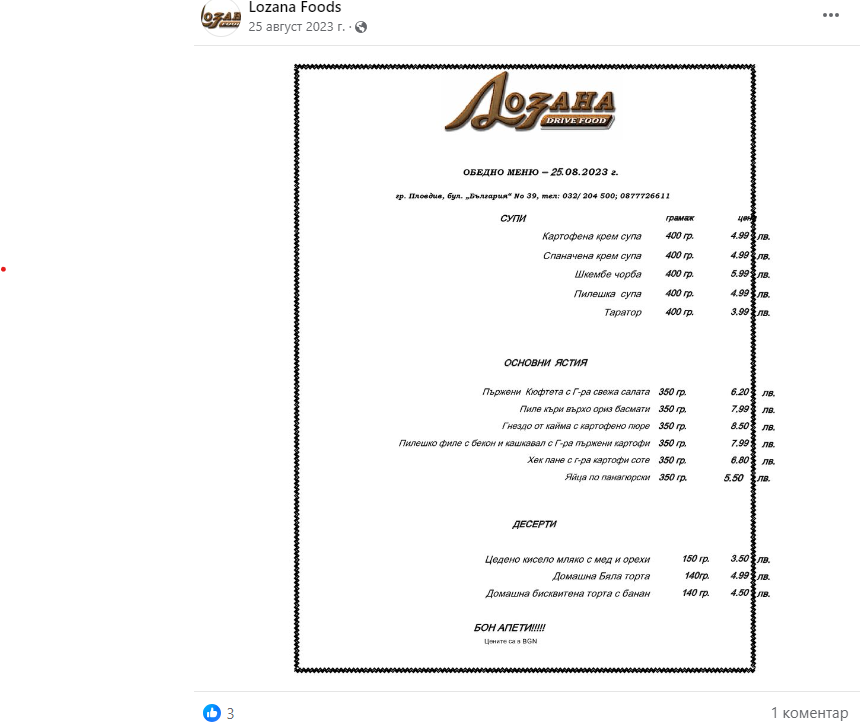 Lozana Foods
25 август 2023 г. ·
ЛОЗАНА
DRIVE FOOD
ОБЕДНО МЕНЮ – 25.08.2023 г.
гр. Пловдив, бул. „България“ No 39, тел: 032/ 204 500; 0877726611
СУПИ грамаж цена
Картофена крем супа 400 гр. 4.99 лв.
Спаначена крем супа 400 гр. 4.99 лв.
Шкембе чорба 400 гр. 5.99 лв.
Пилешка супа 400 гр. 4.99 лв.
Таратор 400 гр. 3.99 лв.
ОСНОВНИ ЯСТИЯ
Пържени Кюфтета с Г-ра свежа салата 350 гр. 6.20 лв.
Пиле къри върхо ориз басмати 350 гр. 7.99 лв.
Гнездо от кайма с картофено пюре 350 гр. 8.50 лв.
Пилешко филе с бекон и кашкавал с Г-ра пържени картофи 350 гр. 7.99 лв.
Хек пане с г-ра картофи соте 350 гр. 6.80 лв.
Яйца по панагюрски 350 гр. 5.50 лв.
ДЕСЕРТИ
Цедено кисело мляко с мед и орехи 150 гр. 3.50 лв.
Домашна Бяла торта 140гр. 4.99 лв.
Домашна бисквитена торта с банан 140 гр. 4.50 лв.
БОН АПЕТИ!!!!!
Цените са в BGN
3 1 коментар